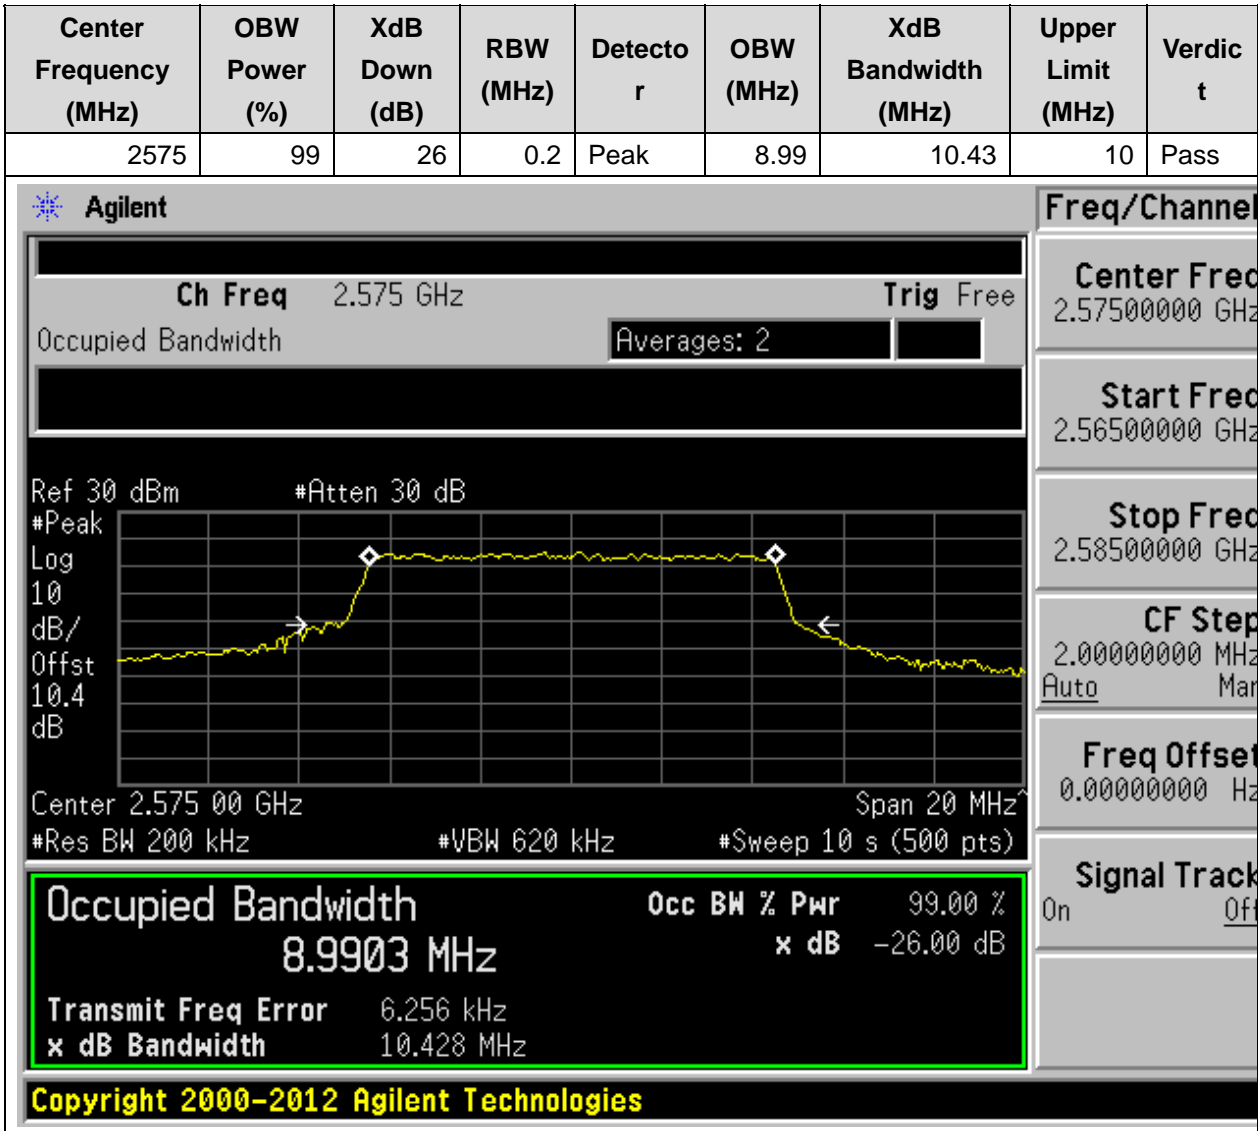 Center Frequency (MHz) OBW Power (%) XdB Down (dB) RBW (MHz) Detector OBW (MHz) XdB Bandwidth (MHz) Upper Limit (MHz) Verdict
2575 99 26 0.2 Peak 8.99 10.43 10 Pass
Agilent
Freq/Channel
Ch Freq 2.575 GHz Trig Free
Occupied Bandwidth Averages: 2
Center Freq
2.57500000 GHz
Start Freq
2.56500000 GHz
Stop Freq
2.58500000 GHz
CF Step
2.00000000 MHz
Auto Man
Freq Offset
0.00000000 Hz
Signal Track
On Off
Ref 30 dBm #Atten 30 dB
#Peak
Log
10
dB/
Offst
10.4
dB
Center 2.575 00 GHz Span 20 MHz^
#Res BW 200 kHz #VBW 620 kHz #Sweep 10 s (500 pts)
Occupied Bandwidth
8.9903 MHz
Occ BW % Pwr 99.00 %
x dB -26.00 dB
Transmit Freq Error 6.256 kHz
x dB Bandwidth 10.428 MHz
Copyright 2000-2012 Agilent Technologies